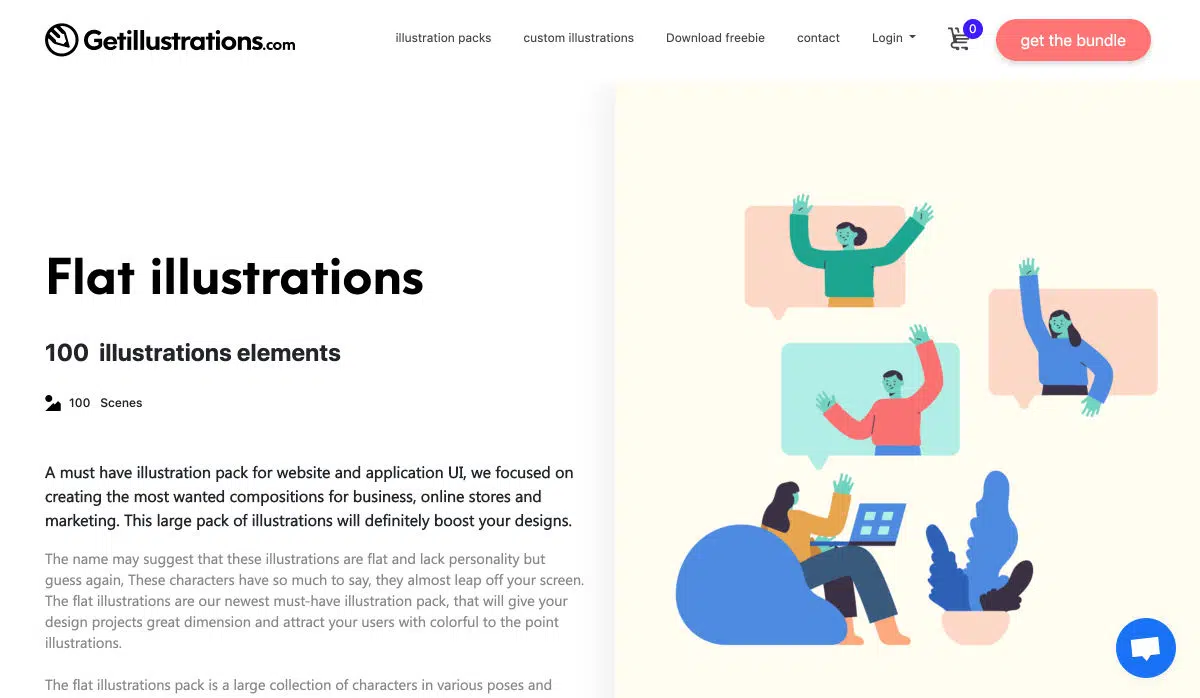 Getillustrations.com
illustration packs
custom illustrations
Download freebie
contact
Login
0
get the bundle
Flat illustrations
100 illustrations elements
100 Scenes
A must have illustration pack for website and application UI, we focused on
creating the most wanted compositions for business, online stores and
marketing. This large pack of illustrations will definitely boost your designs.
The name may suggest that these illustrations are flat and lack personality but
guess again, These characters have so much to say, they almost leap off your screen.
The flat illustrations are our newest must-have illustration pack, that will give your
design projects great dimension and attract your users with colorful to the point
illustrations.
The flat illustrations pack is a large collection of characters in various poses and